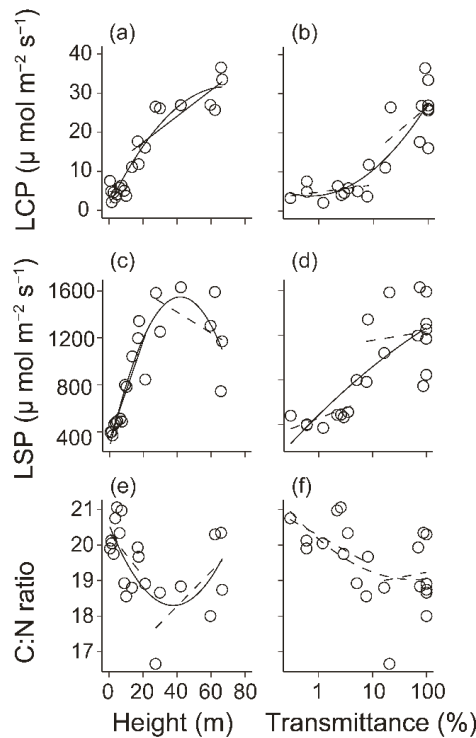 (a)
(b)
40
30
20
10
0
LCP (μ mol m⁻² s⁻¹)
(c)
(d)
1600
1200
800
400
LSP (μ mol m⁻² s⁻¹)
(e)
(f)
21
20
19
18
17
C:N ratio
0 20 40 60 80
1 10 100
Height (m)
Transmittance (%)